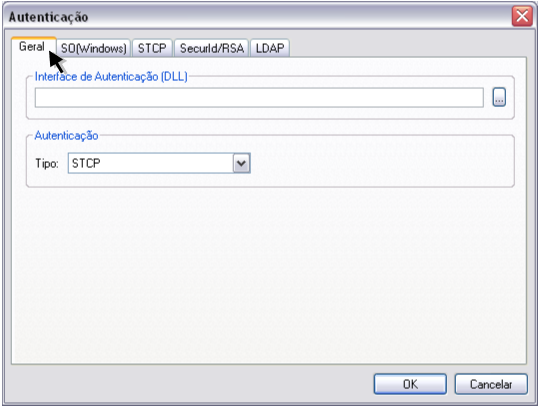 Autenticação
Geral SO(Windows) STCP SecurId/RSA LDAP
Interface de Autenticação (DLL)
...
Autenticação
Tipo: STCP
OK Cancelar